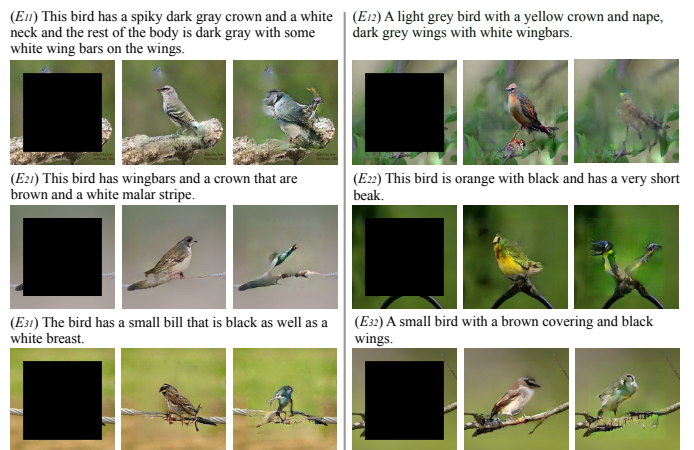 (E11) This bird has a spiky dark gray crown and a white
neck and the rest of the body is dark gray with some
white wing bars on the wings.
(E12) A light grey bird with a yellow crown and nape,
dark grey wings with white wingbars.
(E21) This bird has wingbars and a crown that are
brown and a white malar stripe.
(E22) This bird is orange with black and has a very short
beak.
(E31) The bird has a small bill that is black as well as a
white breast.
(E32) A small bird with a brown covering and black
wings.